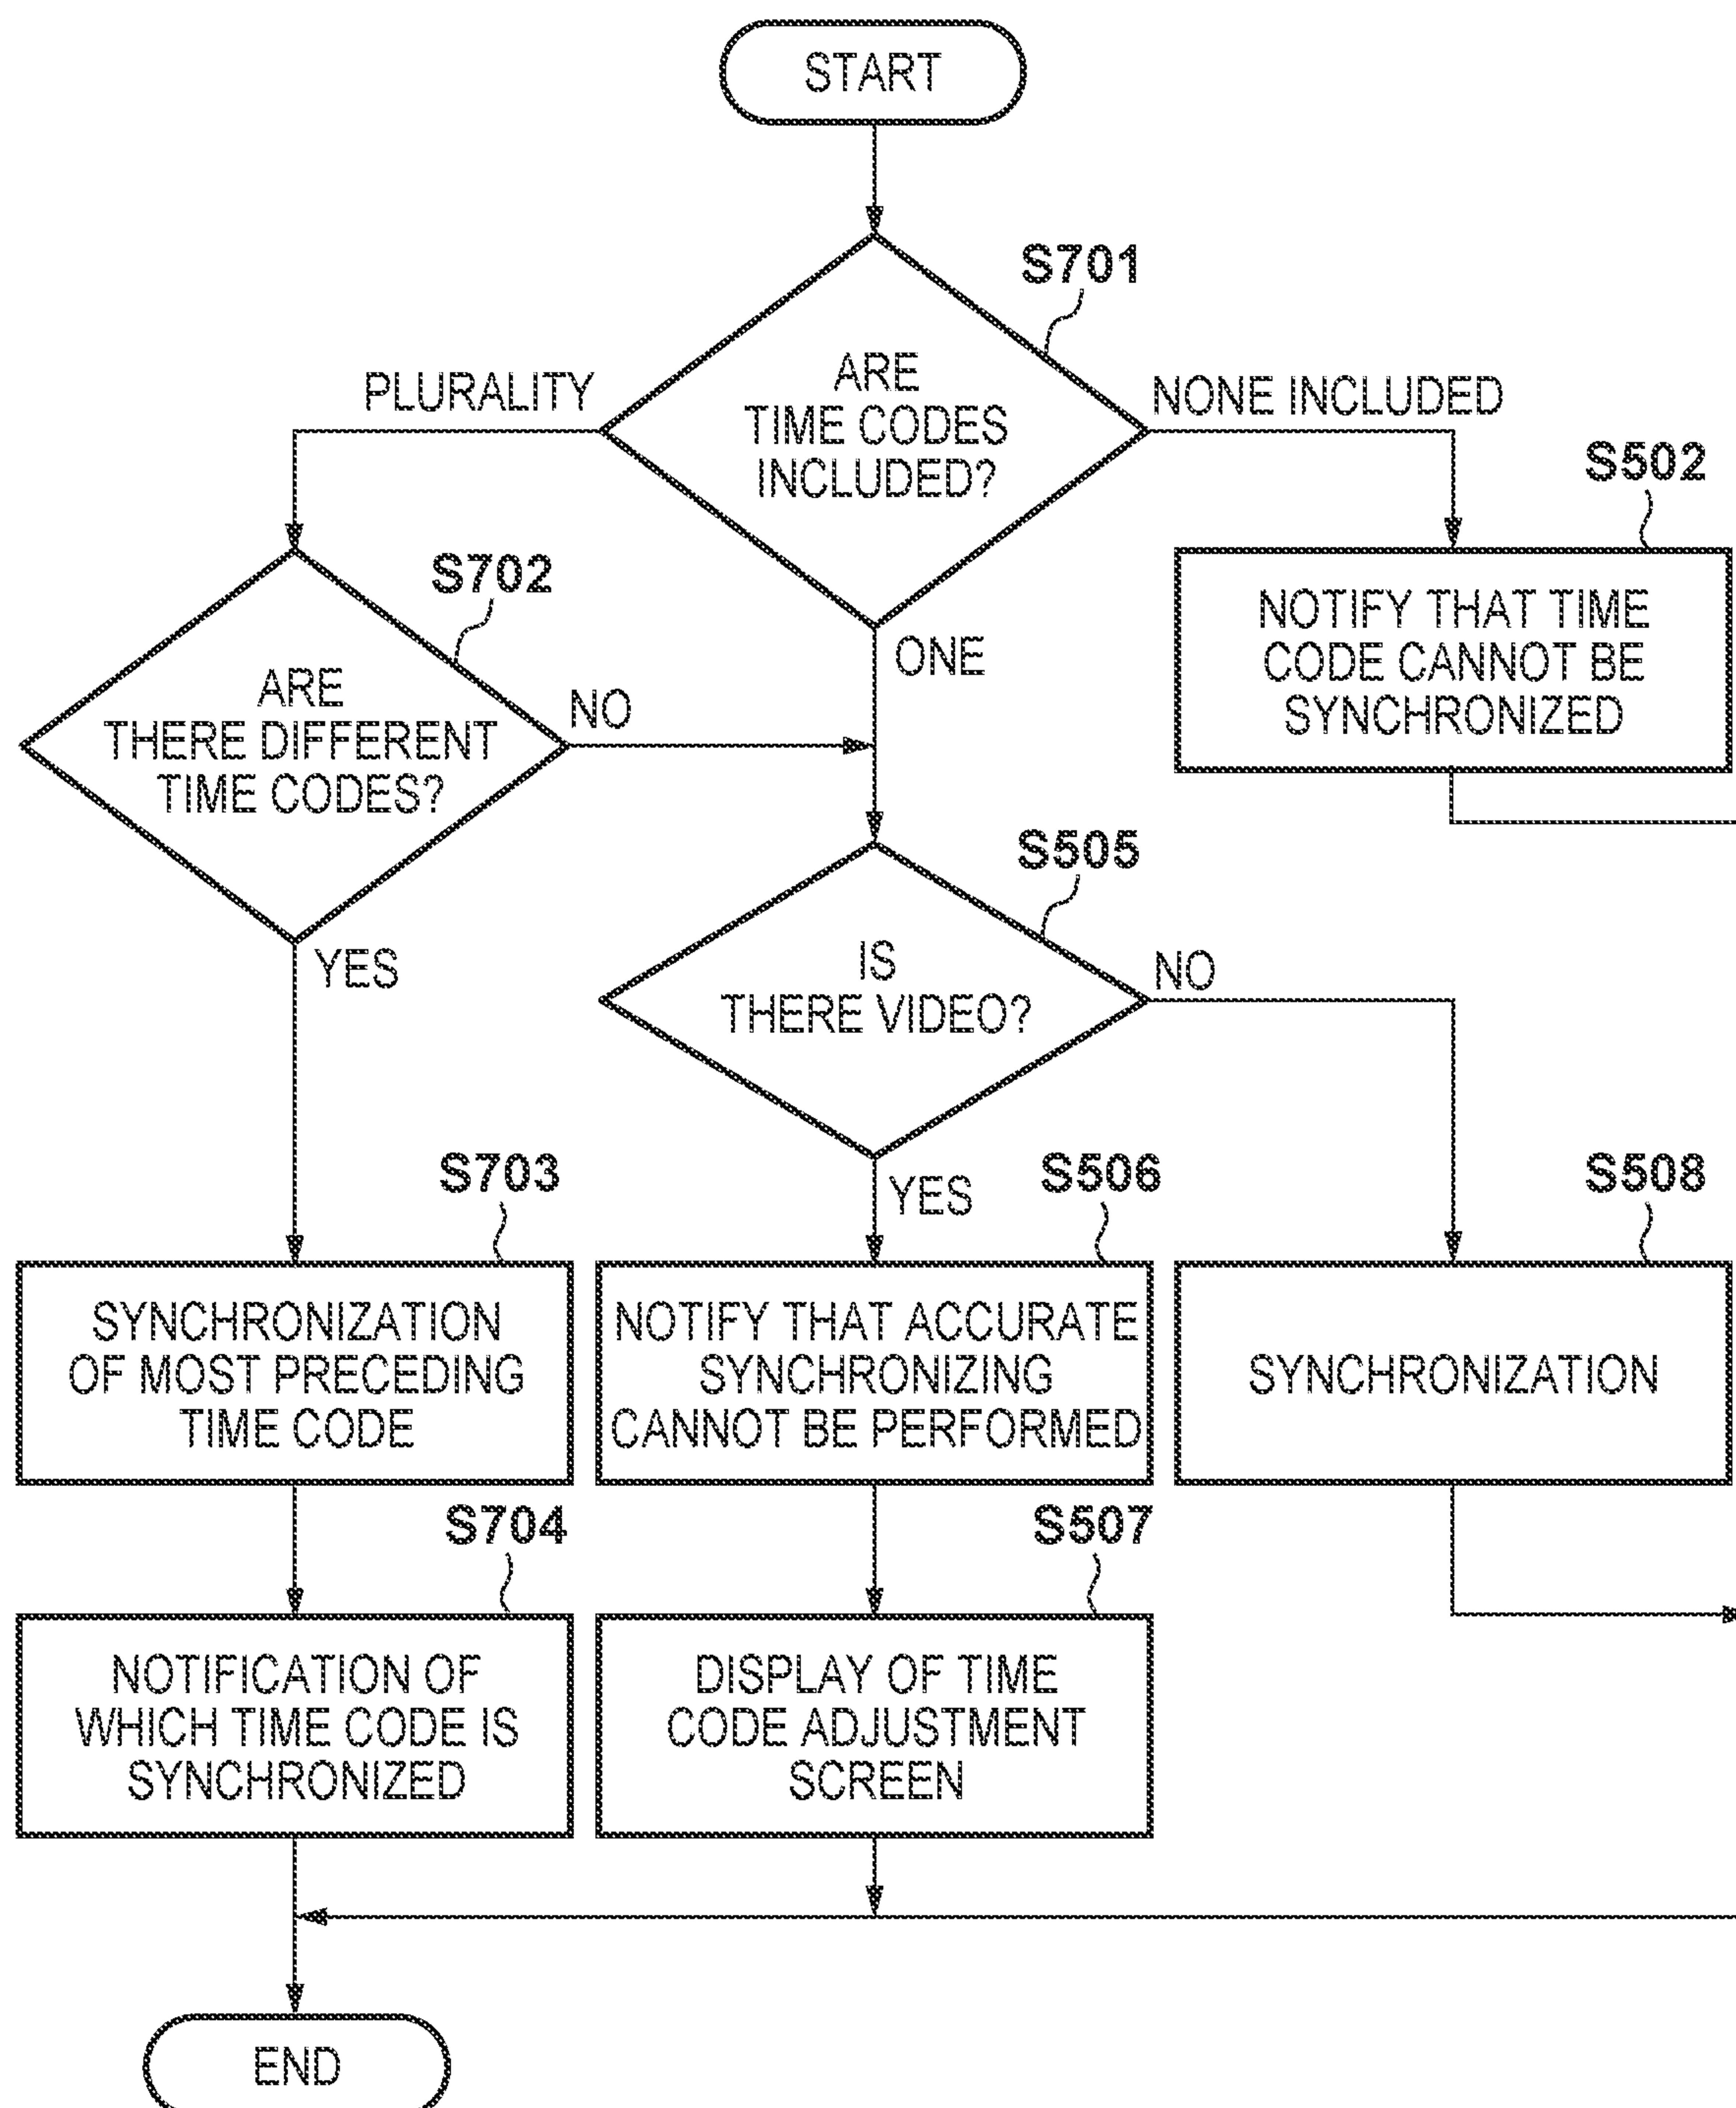 START
S701
ARE
TIME CODES
INCLUDED?
PLURALITY
NONE INCLUDED
ONE
S502
NOTIFY THAT TIME
CODE CANNOT BE
SYNCHRONIZED
S702
ARE
THERE DIFFERENT
TIME CODES?
NO
YES
S505
IS
THERE VIDEO?
NO
YES
S703
SYNCHRONIZATION
OF MOST PRECEDING
TIME CODE
S506
NOTIFY THAT ACCURATE
SYNCHRONIZING
CANNOT BE PERFORMED
S508
SYNCHRONIZATION
S704
NOTIFICATION OF
WHICH TIME CODE IS
SYNCHRONIZED
S507
DISPLAY OF TIME
CODE ADJUSTMENT
SCREEN
END